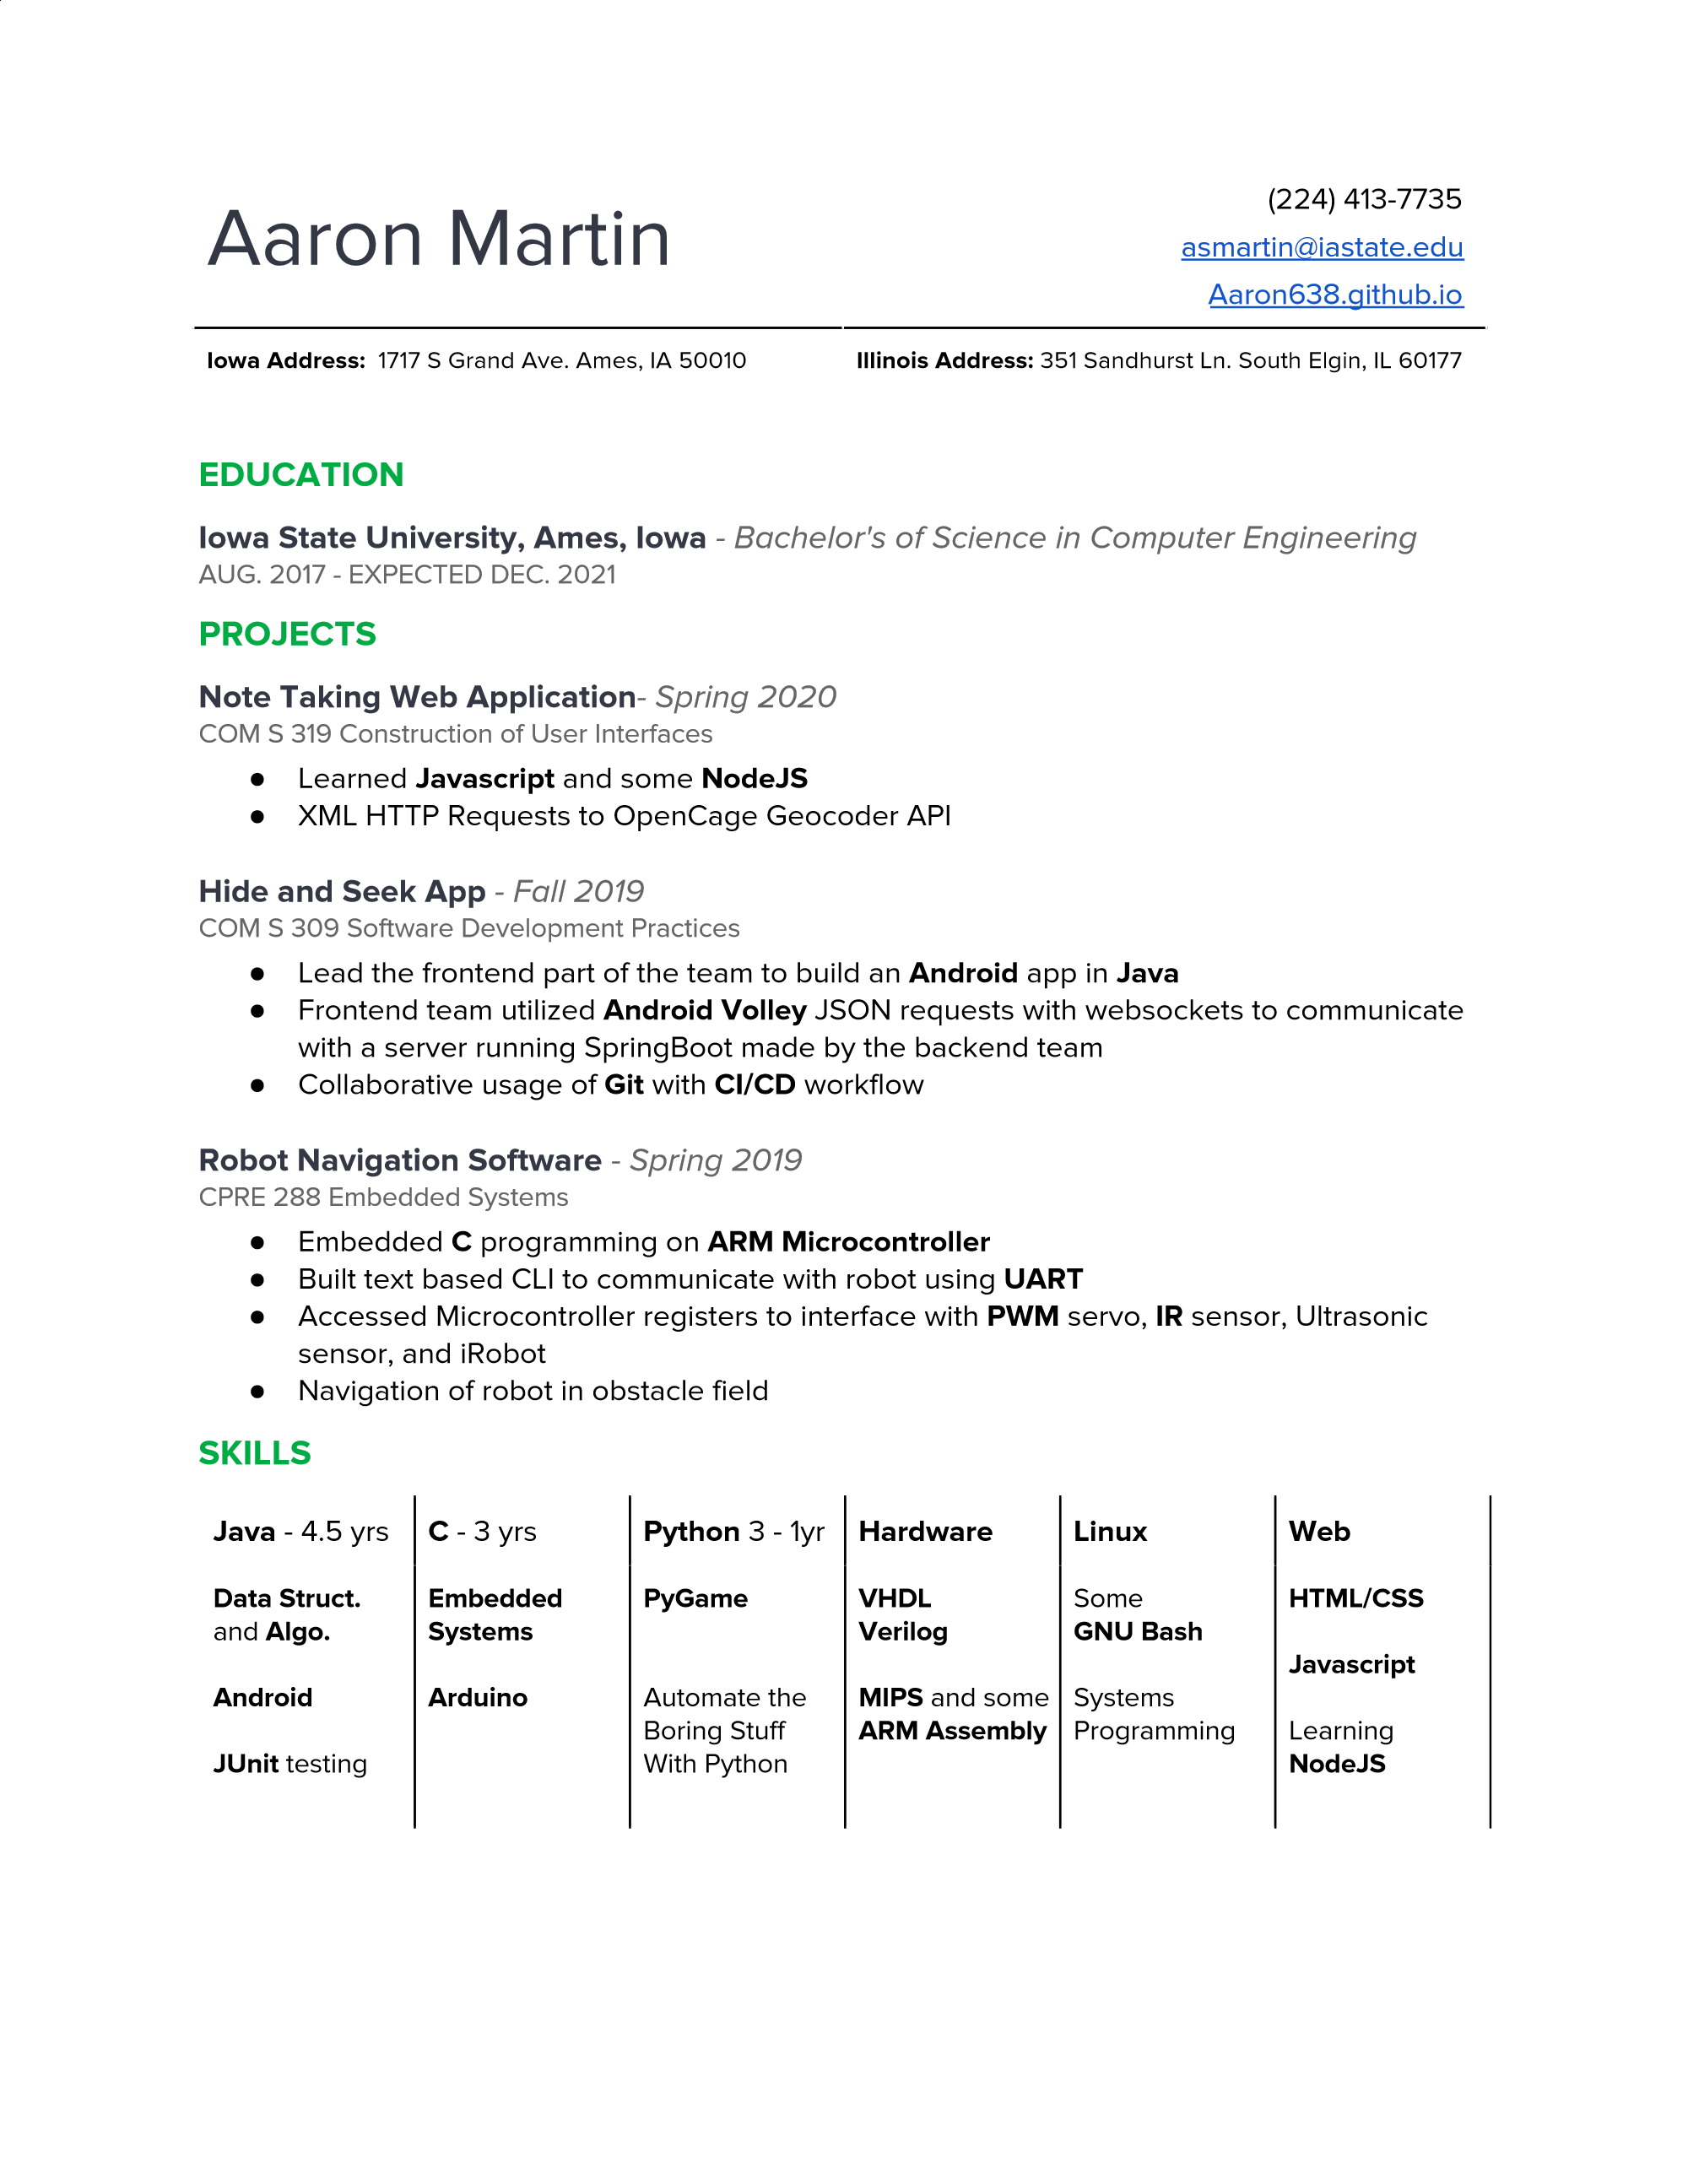 Aaron Martin
(224) 413-7735
asmartin@iastate.edu
Aaron638.github.io
Iowa Address: 1717 S Grand Ave. Ames, IA 50010
Illinois Address: 351 Sandhurst Ln. South Elgin, IL 60177
EDUCATION
Iowa State University, Ames, Iowa - Bachelor's of Science in Computer Engineering
AUG. 2017 - EXPECTED DEC. 2021
PROJECTS
Note Taking Web Application- Spring 2020
COM S 319 Construction of User Interfaces
● Learned Javascript and some NodeJS
● XML HTTP Requests to OpenCage Geocoder API
Hide and Seek App - Fall 2019
COM S 309 Software Development Practices
● Lead the frontend part of the team to build an Android app in Java
● Frontend team utilized Android Volley JSON requests with websockets to communicate
with a server running SpringBoot made by the backend team
● Collaborative usage of Git with CI/CD workflow
Robot Navigation Software - Spring 2019
CPRE 288 Embedded Systems
● Embedded C programming on ARM Microcontroller
● Built text based CLI to communicate with robot using UART
● Accessed Microcontroller registers to interface with PWM servo, IR sensor, Ultrasonic
sensor, and iRobot
● Navigation of robot in obstacle field
SKILLS
Java - 4.5 yrs
Data Struct.
and Algo.
Android
JUnit testing
C - 3 yrs
Embedded
Systems
Arduino
Python 3 - 1yr
PyGame
Automate the
Boring Stuff
With Python
Hardware
VHDL
Verilog
MIPS and some
ARM Assembly
Linux
Some
GNU Bash
Systems
Programming
Web
HTML/CSS
Javascript
Learning
NodeJS